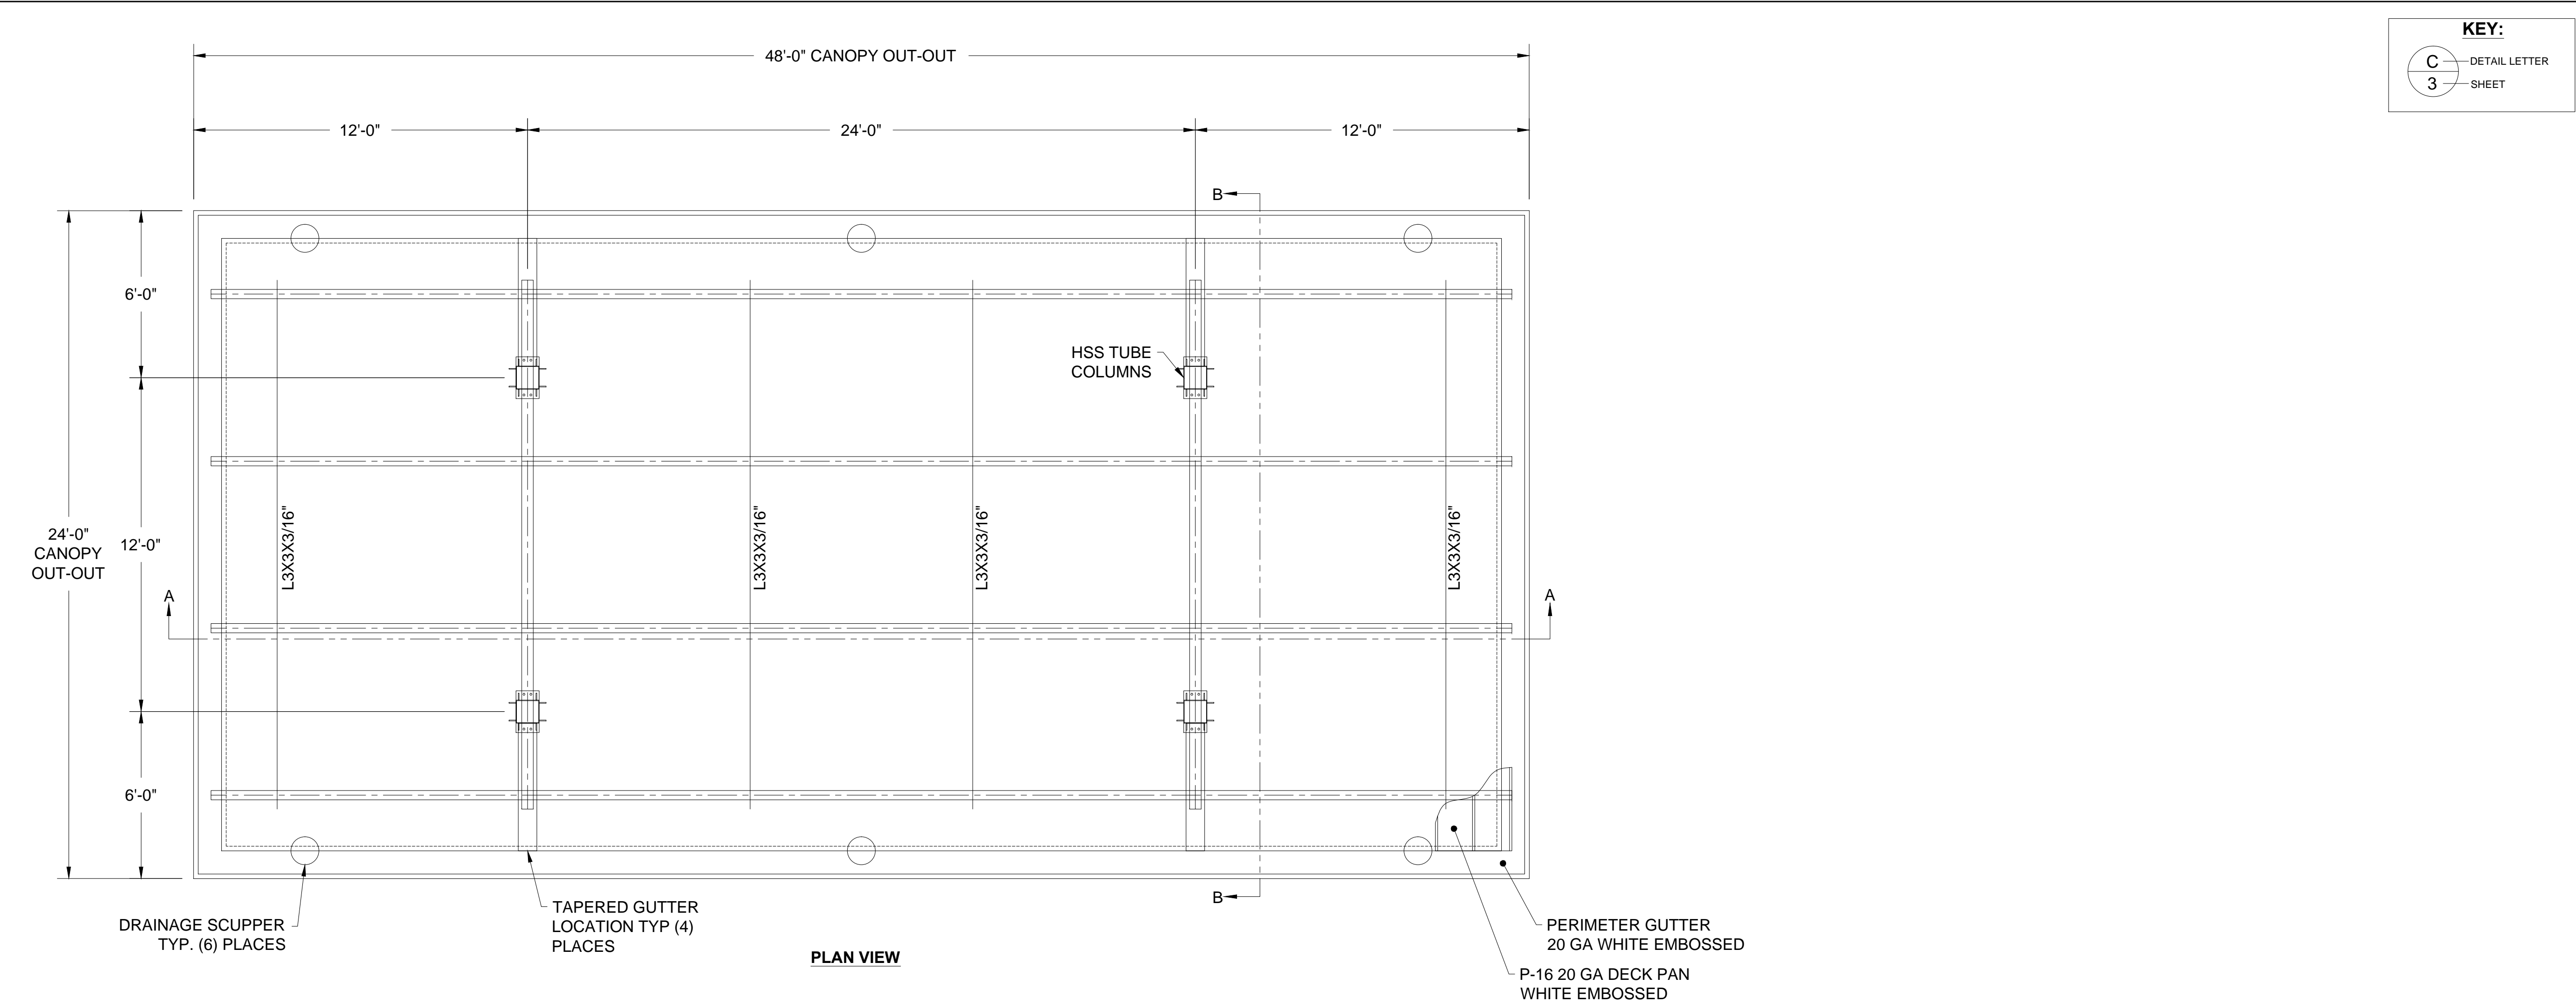 KEY:
C
DETAIL LETTER
3
SHEET
48'-0" CANOPY OUT-OUT
12'-0"
24'-0"
12'-0"
B
6'-0"
HSS TUBE
COLUMNS
24'-0"
CANOPY
OUT-OUT
12'-0"
L3X3X3/16"
L3X3X3/16"
L3X3X3/16"
L3X3X3/16"
A
A
6'-0"
B
DRAINAGE SCUPPER
TYP. (6) PLACES
TAPERED GUTTER
LOCATION TYP (4)
PLACES
PERIMETER GUTTER
20 GA WHITE EMBOSSED
P-16 20 GA DECK PAN
WHITE EMBOSSED
PLAN VIEW